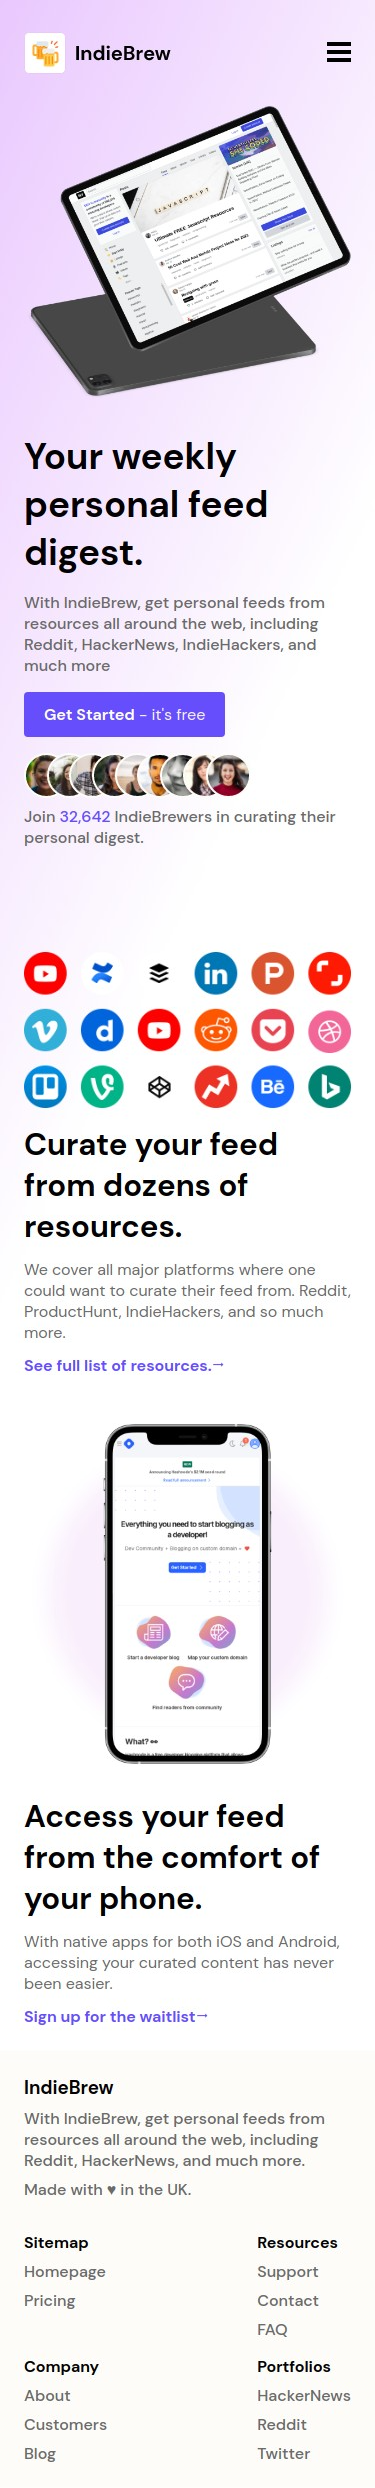 IndieBrew
JAVASCRIPT
Ultimate FREE Javascript Resources
Your weekly
personal feed
digest.
With IndieBrew, get personal feeds from
resources all around the web, including
Reddit, HackerNews, IndieHackers, and
much more
Get Started - it's free
Join 32,642 IndieBrewers in curating their
personal digest.
Curate your feed
from dozens of
resources.
We cover all major platforms where one
could want to curate their feed from. Reddit,
ProductHunt, IndieHackers, and so much
more.
See full list of resources.→
Read full announcement
Everything you need to start blogging as
a developer!
Dev Community + Blogging on custom domain = ❤️
Get Started >
Start a developer blog Map your custom domain
Find readers from community
What? 👀
Access your feed
from the comfort of
your phone.
With native apps for both iOS and Android,
accessing your curated content has never
been easier.
Sign up for the waitlist→
IndieBrew
With IndieBrew, get personal feeds from
resources all around the web, including
Reddit, HackerNews, and much more.
Made with ♥ in the UK.
Sitemap
Homepage
Pricing
Resources
Support
Contact
FAQ
Company
About
Customers
Blog
Portfolios
HackerNews
Reddit
Twitter